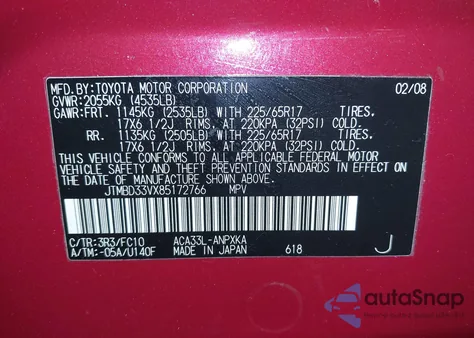 MFD.BY:TOYOTA MOTOR CORPORATION 02/08
GVWR:2055KG (4535LB)
GAWR:FRT. 1145KG (2535LB)WITH 225/65R17 TIRES.
17X6 1/2J RIMS.AT 220KPA (32PSI) COLD.
RR. 1135KG (2505LB)WITH 225/65R17 TIRES.
17X6 1/2J RIMS.AT 220KPA (32PSI) COLD.
THIS VEHICLE CONFORMS TO ALL APPLICABLE FEDERAL MOTOR
VEHICLE SAFETY AND THEFT PREVENTION STANDARDS IN
EFFECT ON THE DATE OF MANUFACTURE SHOWN ABOVE.
JTMBD33VX85172766 MPV
C/TR:3R3/FC10 ACA33L-ANPXKA
A/TM:-05A/U140F MADE IN JAPAN 618 J
autoSnap